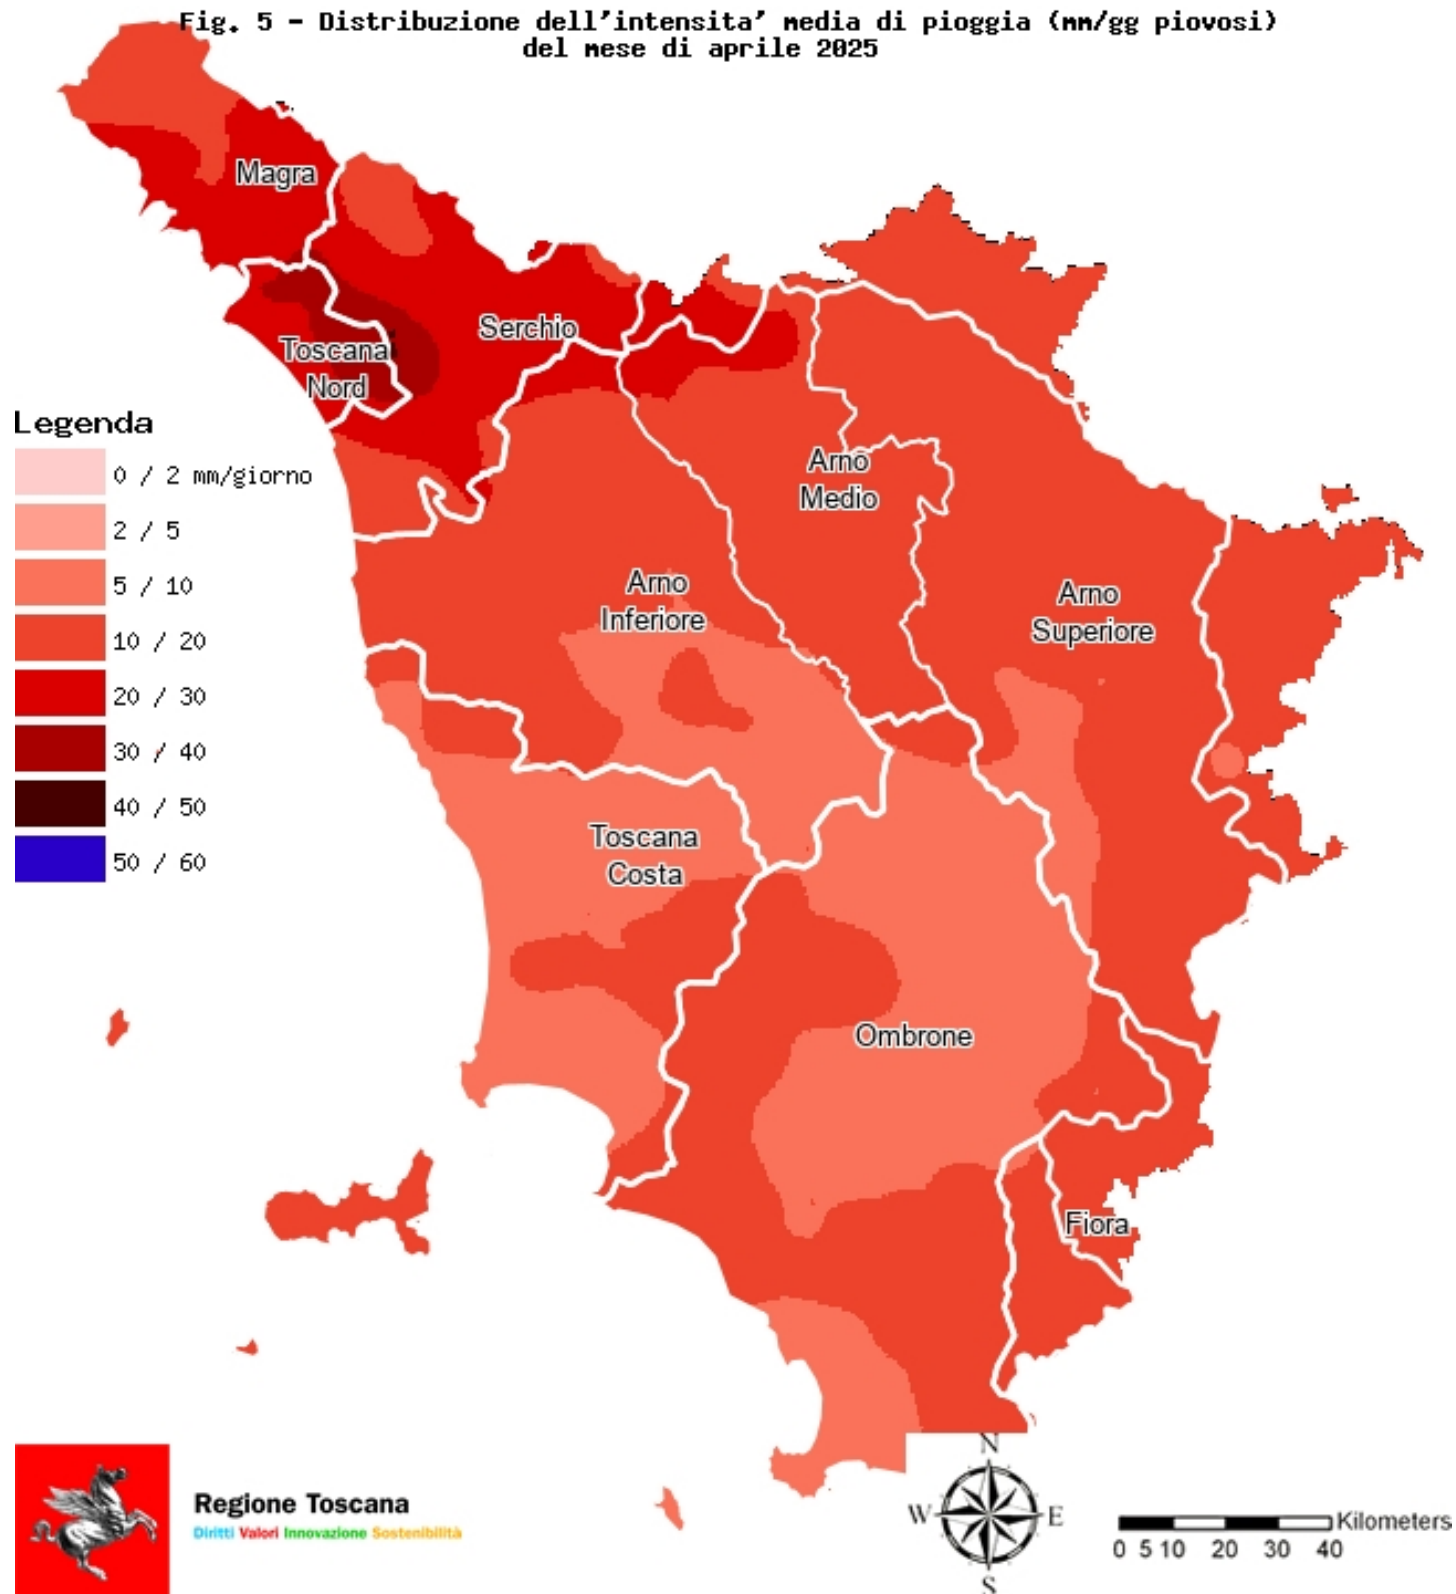 Fig. 5 - Distribuzione dell'intensita' media di pioggia (mm/gg piovosi)
del mese di aprile 2025
Magra
Serchio
Toscana
Nord
Legenda
0 / 2 mm/giorno
2 / 5
5 / 10
10 / 20
20 / 30
30 / 40
40 / 50
50 / 60
Arno
Medio
Arno
Inferiore
Arno
Superiore
Toscana
Costa
Ombrone
Fiora
Regione Toscana
Diritti Valori Innovazione Sostenibilità
N
W E
S
Kilometers
0 5 10 20 30 40